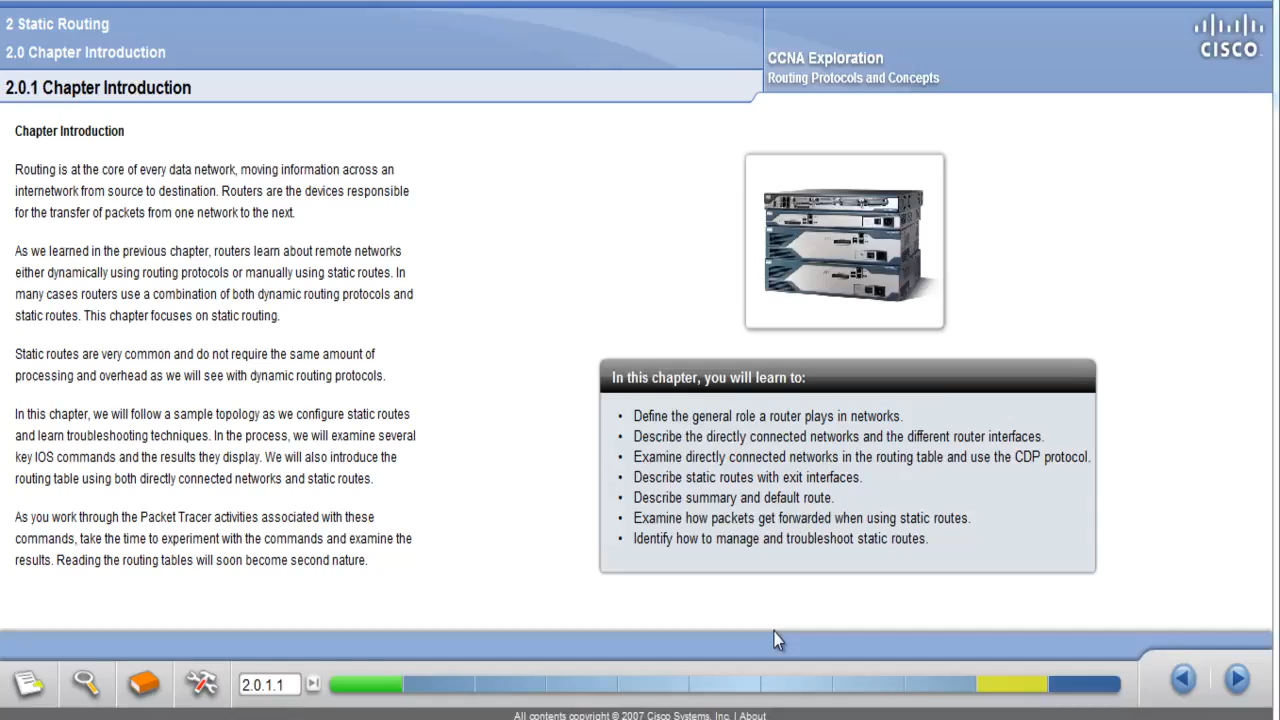 2 Static Routing
2.0 Chapter Introduction
2.0.1 Chapter Introduction
CCNA Exploration
Routing Protocols and Concepts
CISCO
Chapter Introduction
Routing is at the core of every data network, moving information across an
internetwork from source to destination. Routers are the devices responsible
for the transfer of packets from one network to the next.
As we learned in the previous chapter, routers learn about remote networks
either dynamically using routing protocols or manually using static routes. In
many cases routers use a combination of both dynamic routing protocols and
static routes. This chapter focuses on static routing.
Static routes are very common and do not require the same amount of
processing and overhead as we will see with dynamic routing protocols.
In this chapter, we will follow a sample topology as we configure static routes
and learn troubleshooting techniques. In the process, we will examine several
key IOS commands and the results they display. We will also introduce the
routing table using both directly connected networks and static routes.
As you work through the Packet Tracer activities associated with these
commands, take the time to experiment with the commands and examine the
results. Reading the routing tables will soon become second nature.
In this chapter, you will learn to:
• Define the general role a router plays in networks.
• Describe the directly connected networks and the different router interfaces.
• Examine directly connected networks in the routing table and use the CDP protocol.
• Describe static routes with exit interfaces.
• Describe summary and default route.
• Examine how packets get forwarded when using static routes.
• Identify how to manage and troubleshoot static routes.
2.0.1.1
All contents copyright © 2007 Cisco Systems, Inc. | About